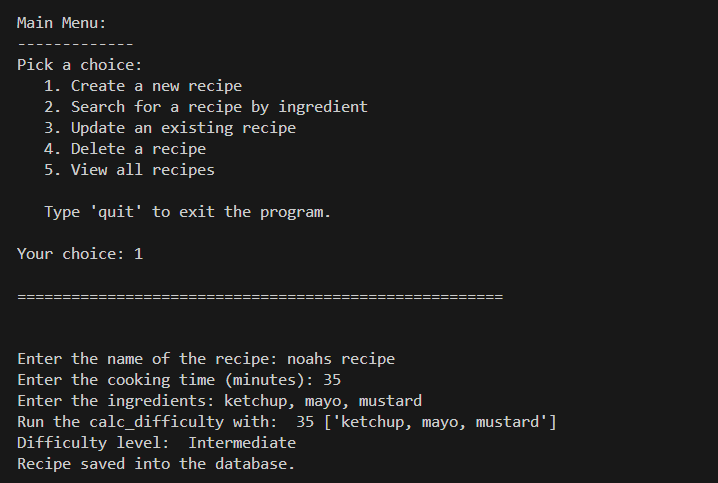 Main Menu:
-------------
Pick a choice:
   1. Create a new recipe
   2. Search for a recipe by ingredient
   3. Update an existing recipe
   4. Delete a recipe
   5. View all recipes
   Type 'quit' to exit the program.
Your choice: 1
======================================================
Enter the name of the recipe: noahs recipe
Enter the cooking time (minutes): 35
Enter the ingredients: ketchup, mayo, mustard
Run the calc_difficulty with:  35 ['ketchup, mayo, mustard']
Difficulty level:  Intermediate
Recipe saved into the database.